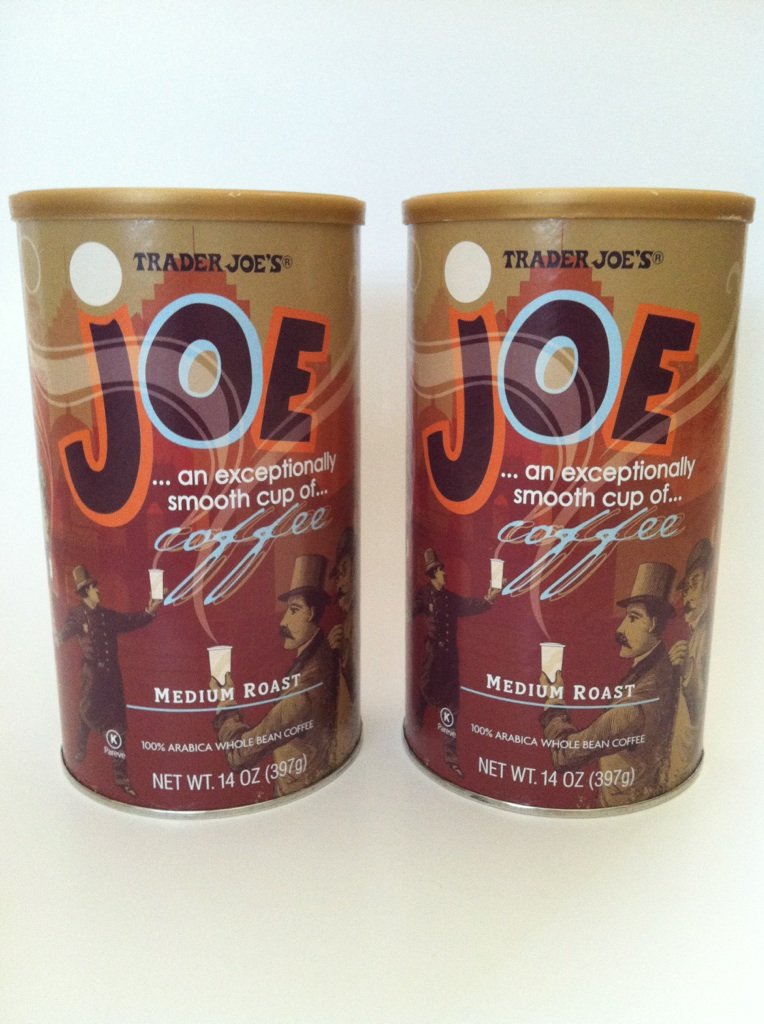 TRADER JOE'S®
JOE
... an exceptionally
smooth cup of...
coffee
MEDIUM ROAST
K
Pareve
100% ARABICA WHOLE BEAN COFFEE
NET WT. 14 OZ (397g)
TRADER JOE'S®
JOE
... an exceptionally
smooth cup of...
coffee
MEDIUM ROAST
K
Pareve
100% ARABICA WHOLE BEAN COFFEE
NET WT. 14 OZ (397g)